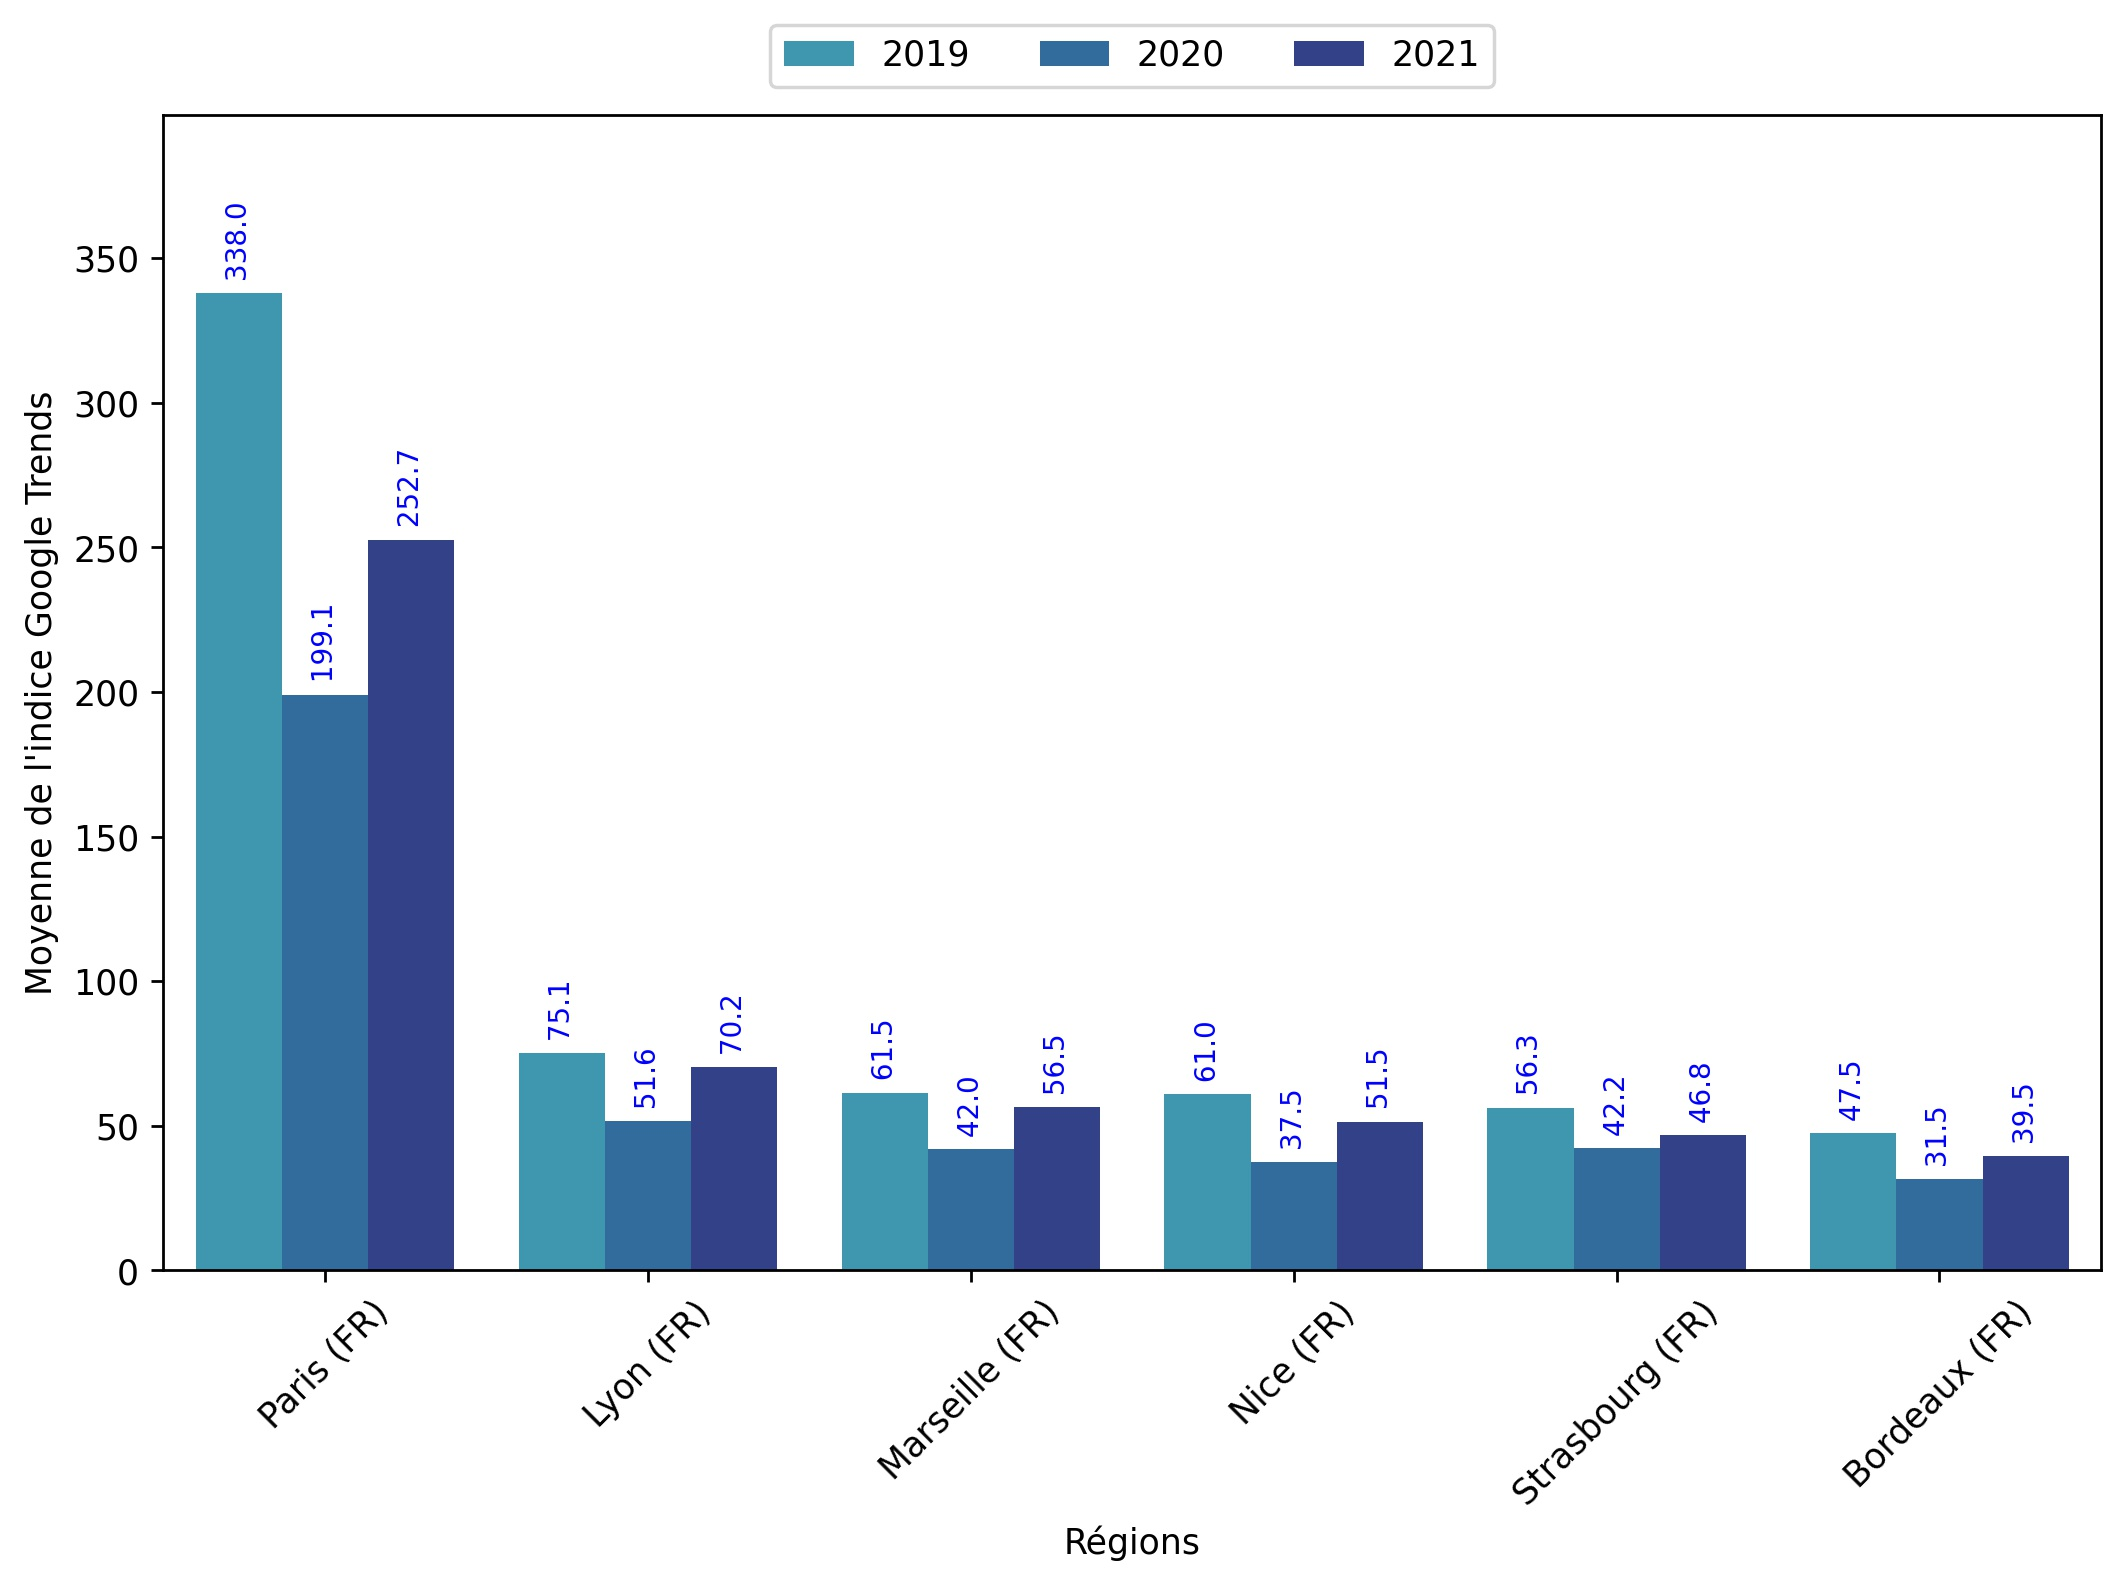 2019 2020 2021
Moyenne de l'indice Google Trends
350
300
250
200
150
100
50
0
338.0
199.1
252.7
75.1
51.6
70.2
61.5
42.0
56.5
61.0
37.5
51.5
56.3
42.2
46.8
47.5
31.5
39.5
Paris (FR)
Lyon (FR)
Marseille (FR)
Nice (FR)
Strasbourg (FR)
Bordeaux (FR)
Régions